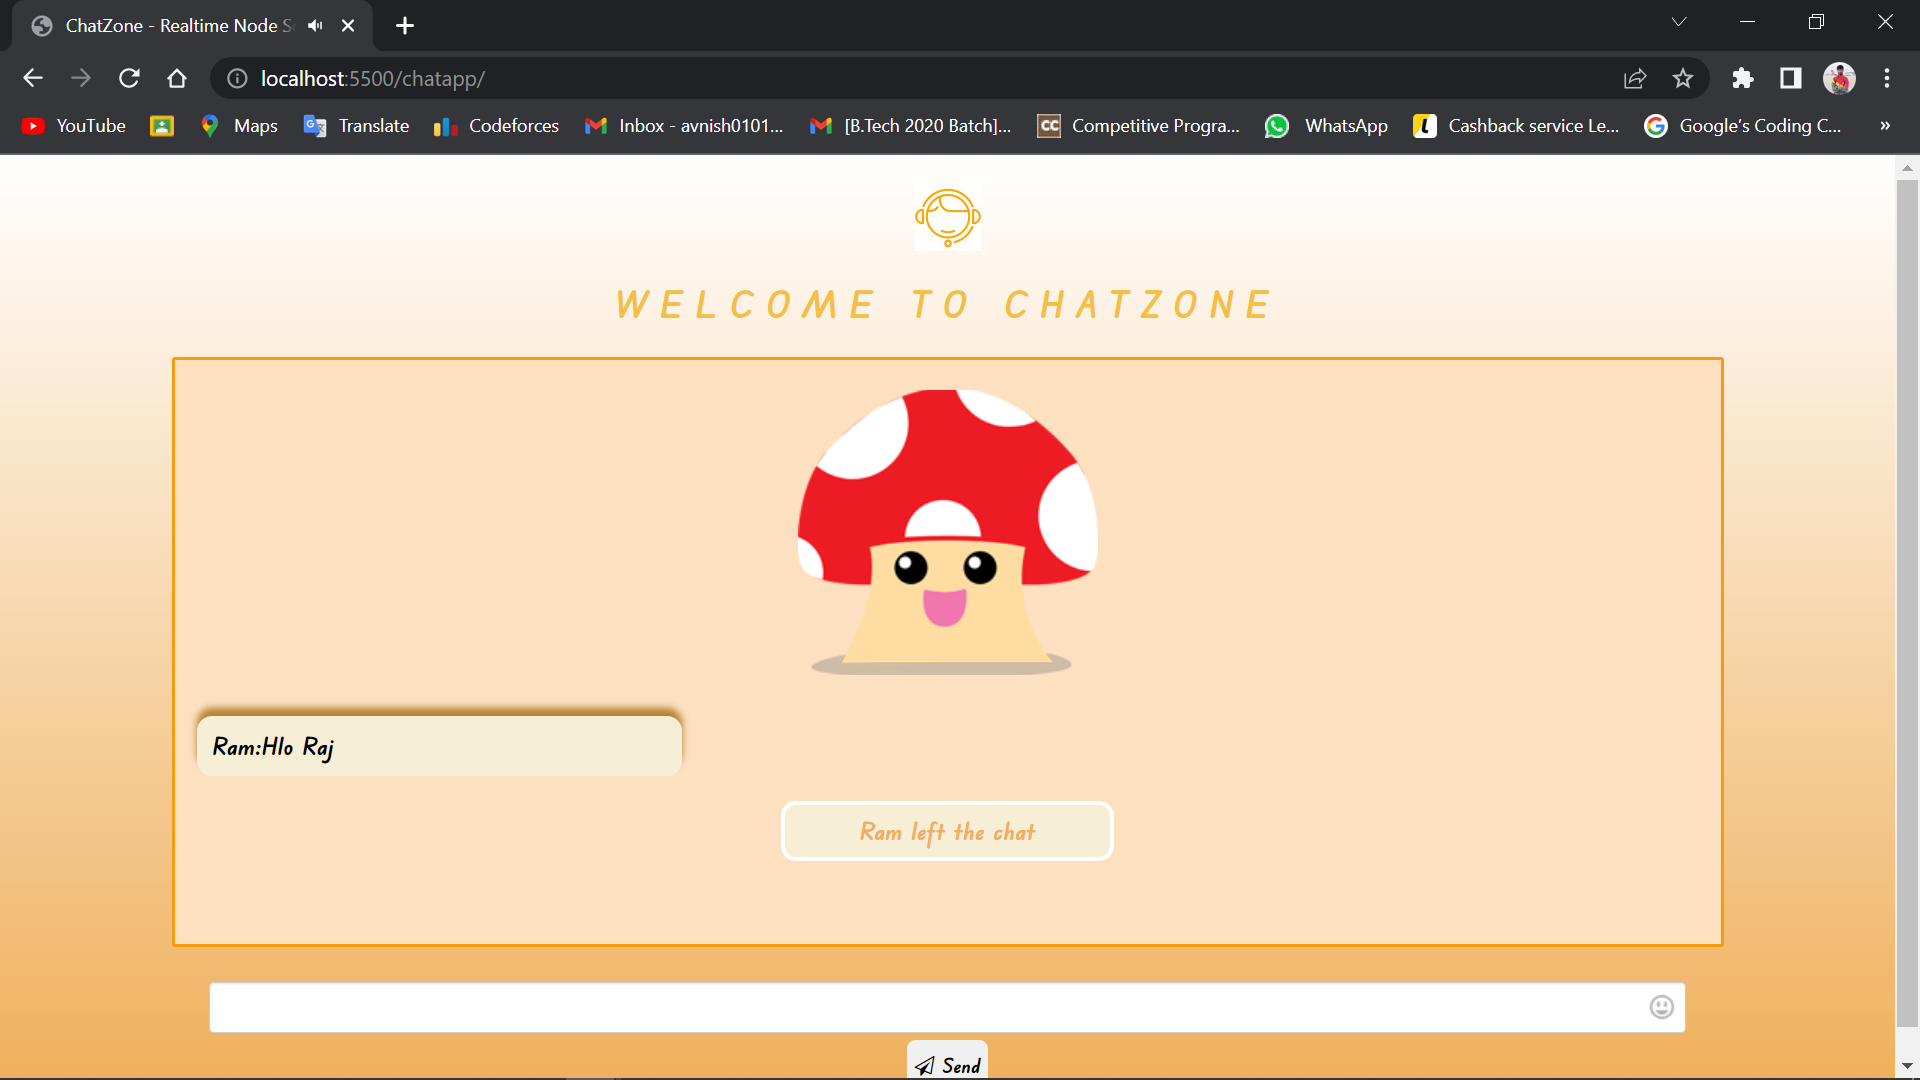 ChatZone - Realtime Node S
localhost:5500/chatapp/
YouTube Maps Translate Codeforces Inbox - avnish0101... [B.Tech 2020 Batch]... CC Competitive Progra... WhatsApp Cashback service Le... Google's Coding C... »
WELCOME TO CHATZONE
Ram:Hlo Raj
Ram left the chat
Send